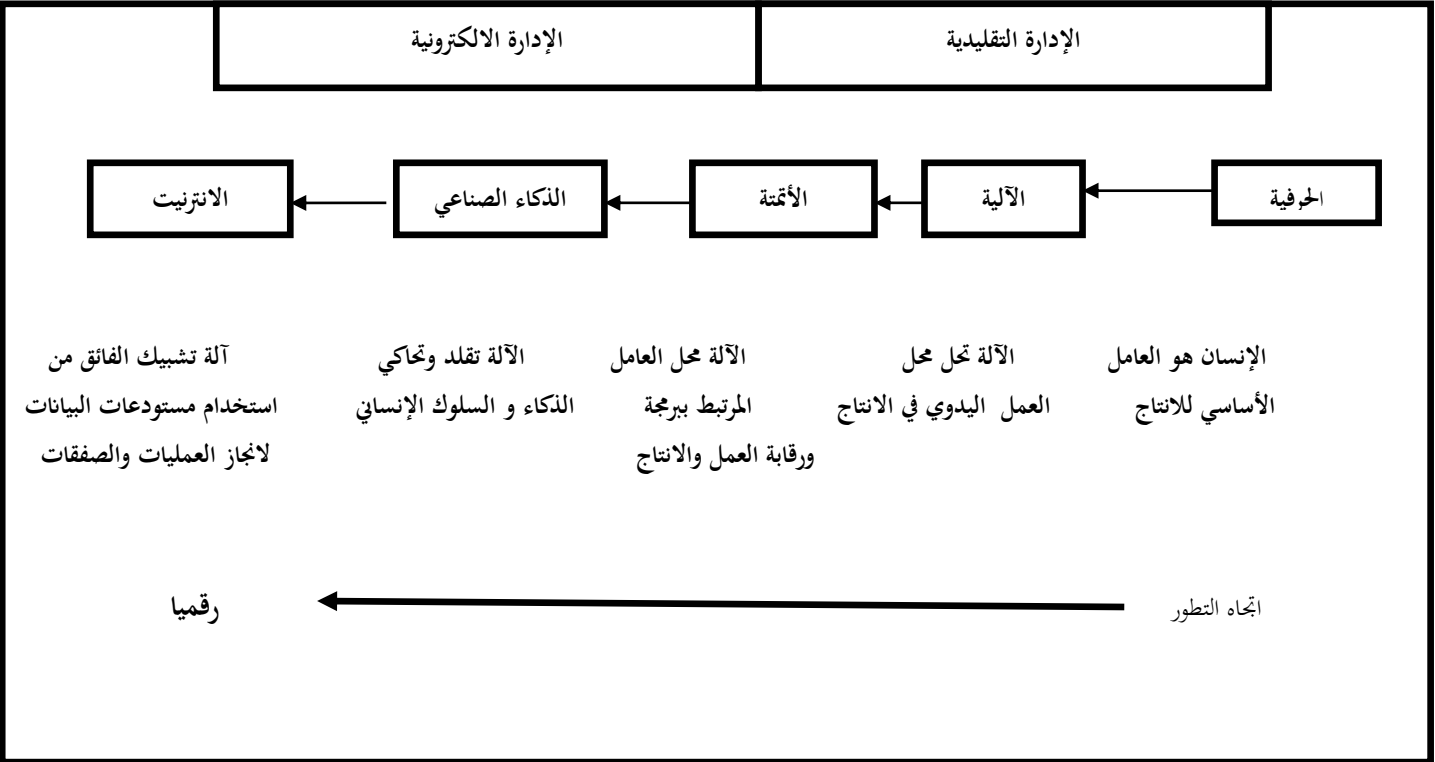 الإدارة التقليدية
الإدارة الالكترونية
الحرفية
الآلية
الأتمتة
الذكاء الصناعي
الانترنيت
الإنسان هو العامل
الأساسي للانتاج
الآلة تحل محل
العمل اليدوي في الانتاج
الآلة محل العامل
المرتبط ببرمجة
ورقابة العمل والانتاج
الآلة تقلد وتحاكي
الذكاء و السلوك الإنساني
آلة تشبيك الفائق من
استخدام مستودعات البيانات
لانجاز العمليات والصفقات
اتجاه التطور
رقميا